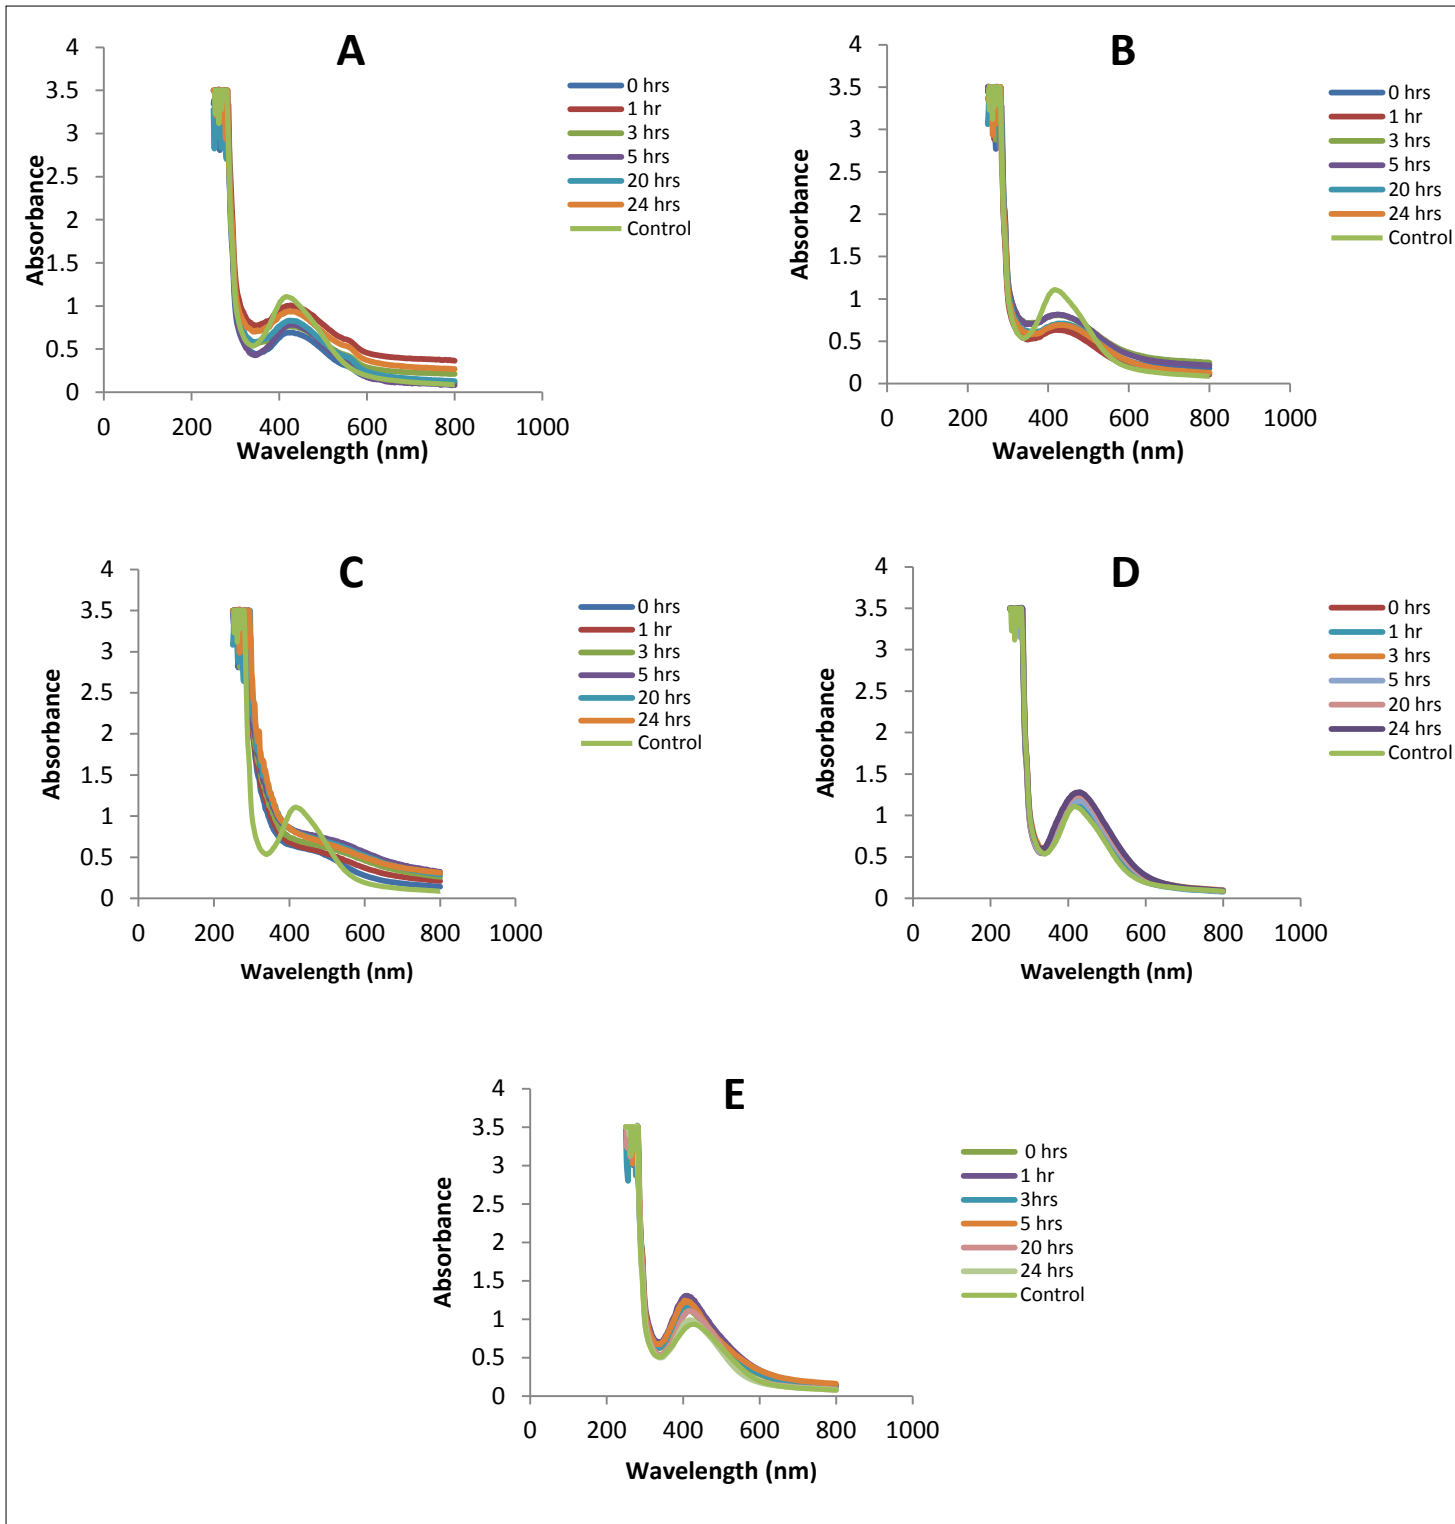 A
4
3.5
3
2.5
2
1.5
1
0.5
0
Absorbance
0 200 400 600 800 1000
Wavelength (nm)
0 hrs
1 hr
3 hrs
5 hrs
20 hrs
24 hrs
Control
B
4
3.5
3
2.5
2
1.5
1
0.5
0
Absorbance
0 200 400 600 800 1000
Wavelength (nm)
0 hrs
1 hr
3 hrs
5 hrs
20 hrs
24 hrs
Control
C
4
3.5
3
2.5
2
1.5
1
0.5
0
Absorbance
0 200 400 600 800 1000
Wavelength (nm)
0 hrs
1 hr
3 hrs
5 hrs
20 hrs
24 hrs
Control
D
4
3.5
3
2.5
2
1.5
1
0.5
0
Absorbance
0 200 400 600 800 1000
Wavelength (nm)
0 hrs
1 hr
3 hrs
5 hrs
20 hrs
24 hrs
Control
E
4
3.5
3
2.5
2
1.5
1
0.5
0
Absorbance
0 200 400 600 800 1000
Wavelength (nm)
0 hrs
1 hr
3hrs
5 hrs
20 hrs
24 hrs
Control